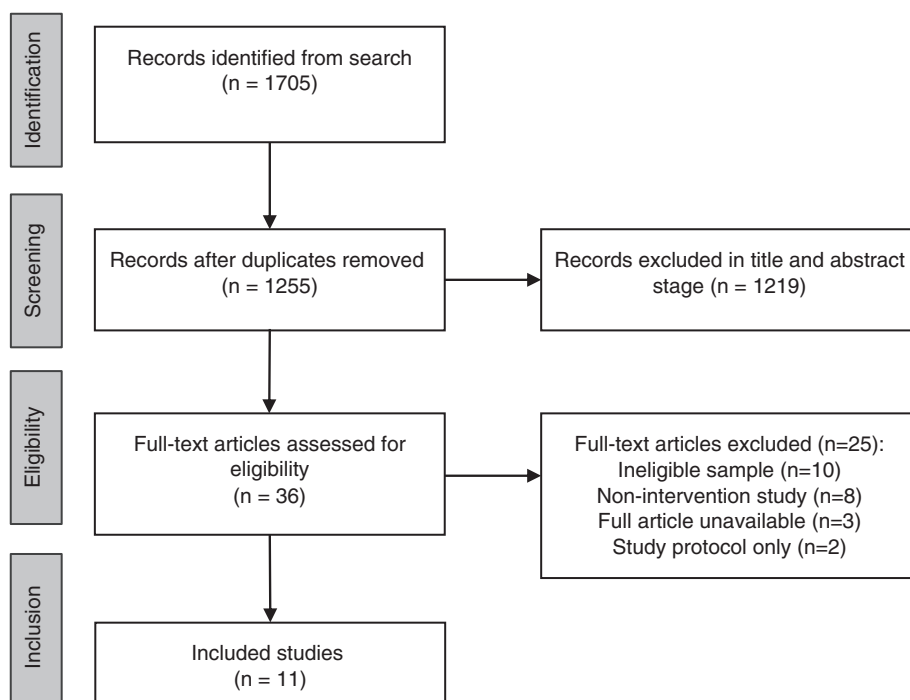 Identification
Records identified from search
(n = 1705)
Screening
Records after duplicates removed
(n = 1255)
Records excluded in title and abstract
stage (n = 1219)
Eligibility
Full-text articles assessed for
eligibility
(n = 36)
Full-text articles excluded (n=25):
Ineligible sample (n=10)
Non-intervention study (n=8)
Full article unavailable (n=3)
Study protocol only (n=2)
Inclusion
Included studies
(n = 11)